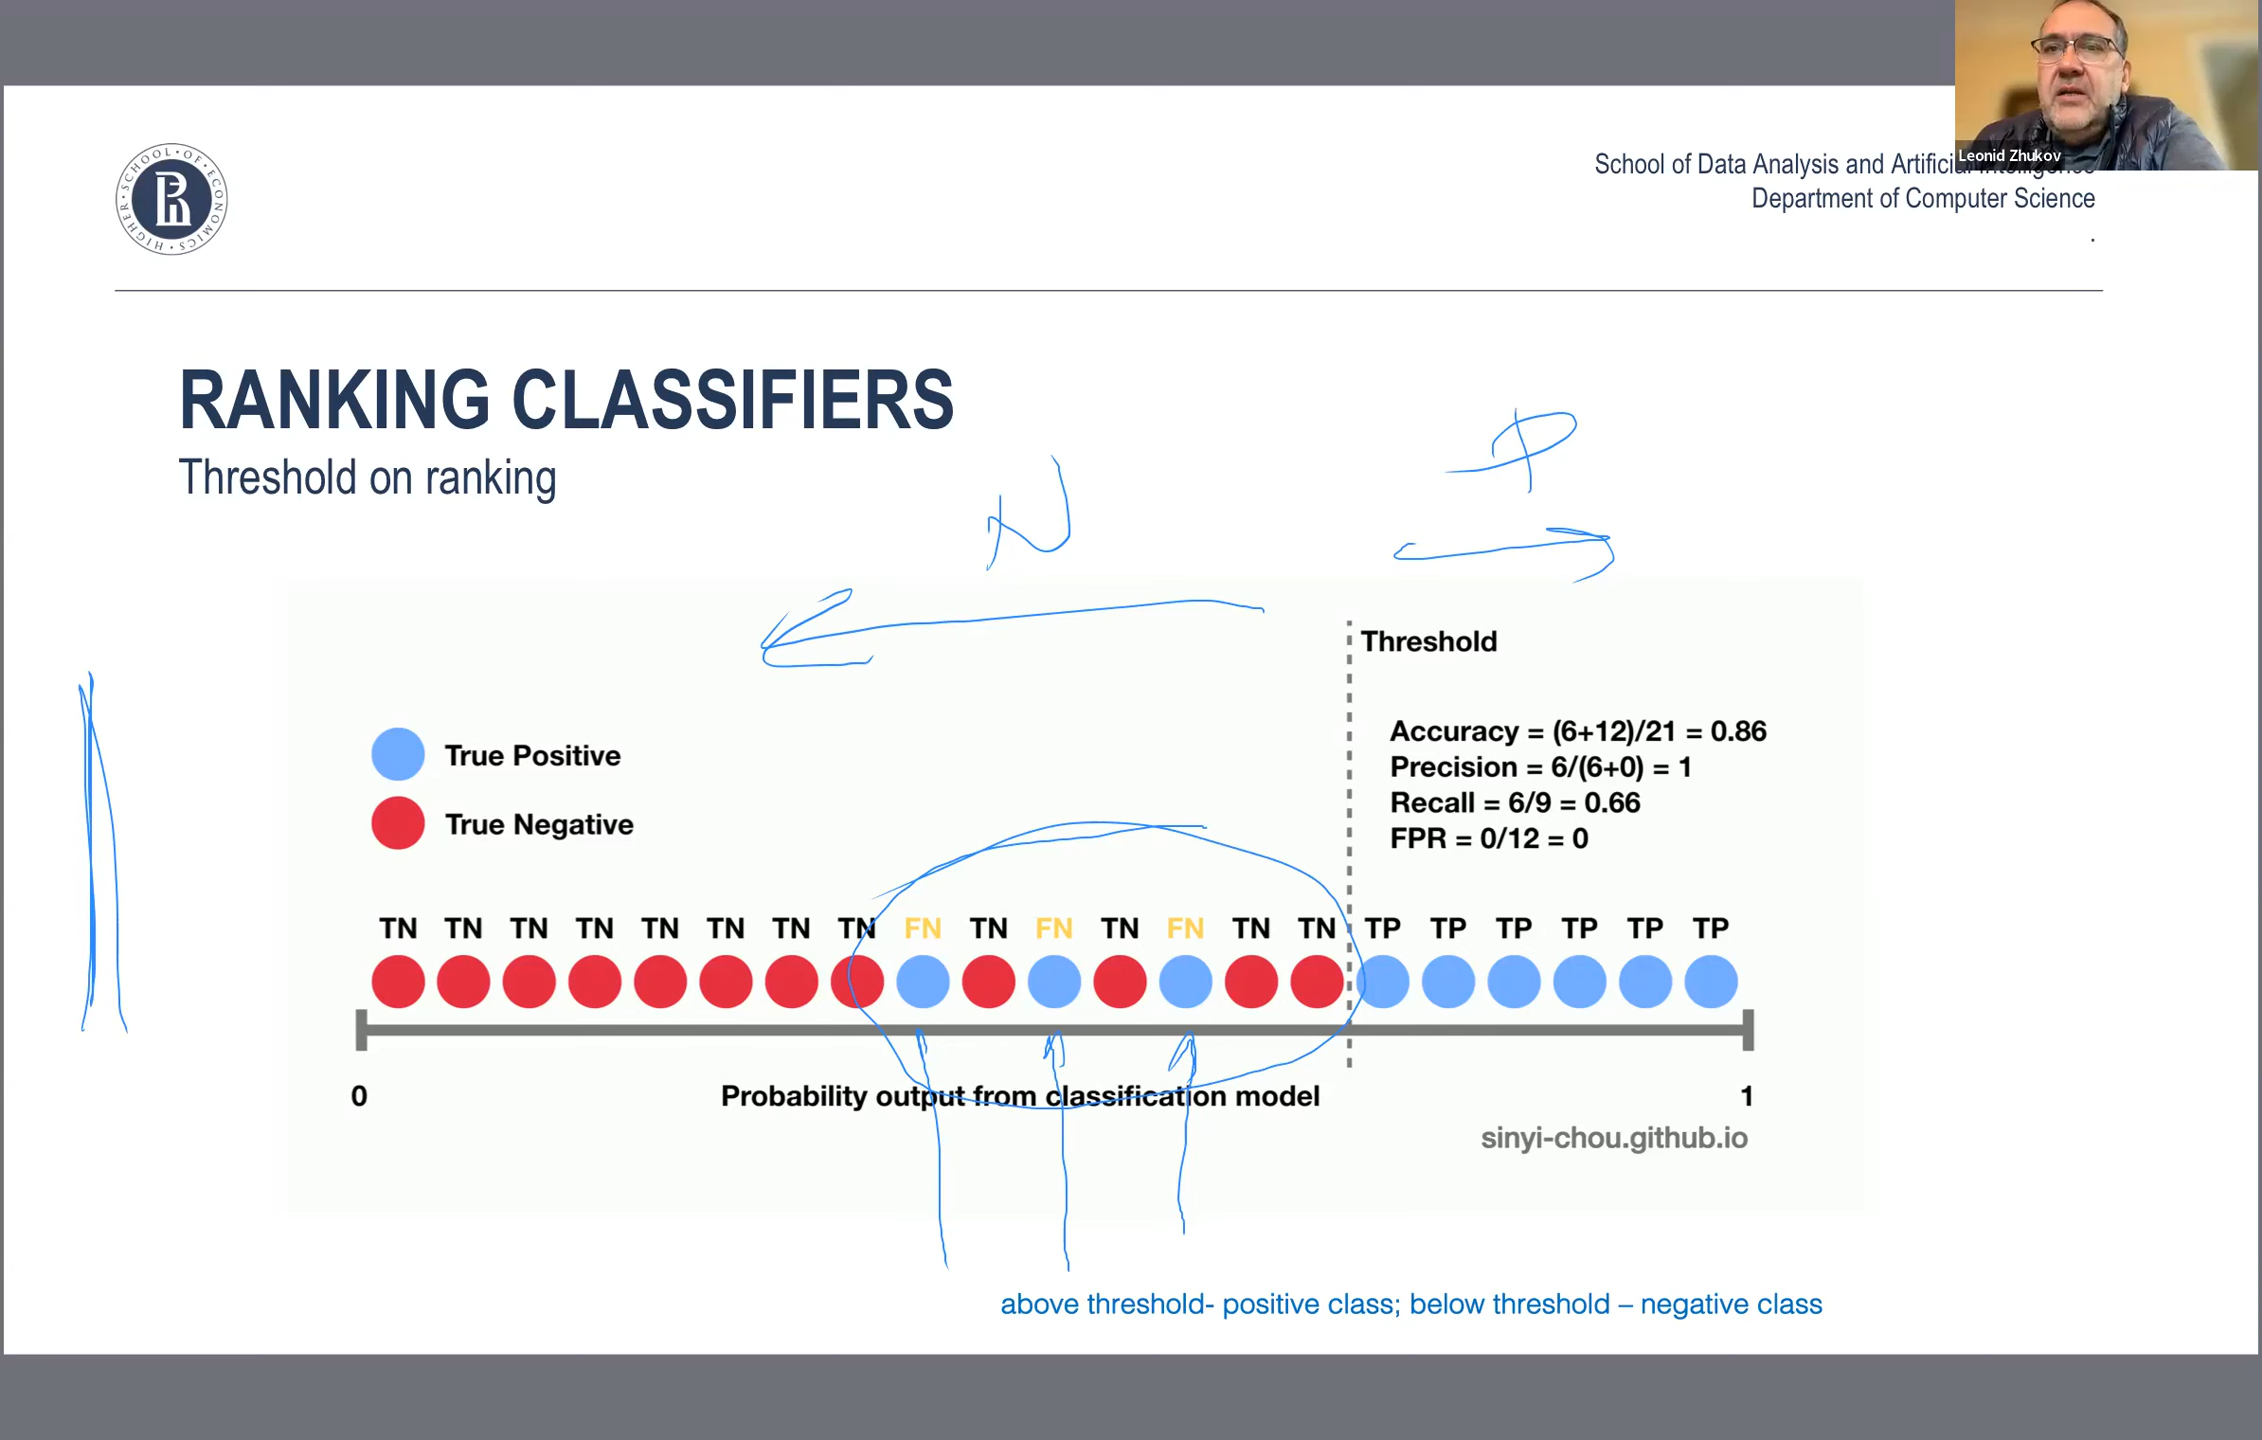 Leonid Zhukov
HIGHER · SCHOOL · OF · ECONOMICS ·
School of Data Analysis and Artificial Intelligence
Department of Computer Science
.
RANKING CLASSIFIERS
Threshold on ranking
N
P
Threshold
Accuracy = (6+12)/21 = 0.86
Precision = 6/(6+0) = 1
Recall = 6/9 = 0.66
FPR = 0/12 = 0
True Positive
True Negative
TN TN TN TN TN TN TN TN FN TN FN TN FN TN TN TP TP TP TP TP TP
0 Probability output from classification model 1
sinyi-chou.github.io
above threshold- positive class; below threshold – negative class